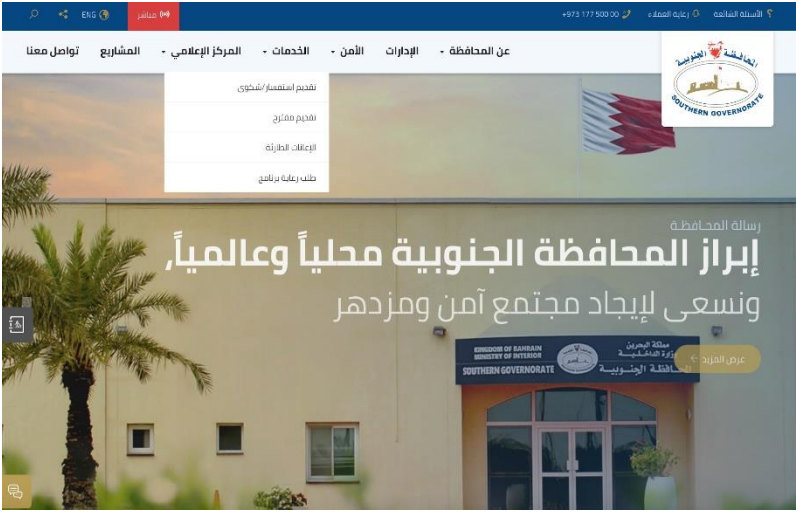 الأسئلة الشائعة
رعاية العملاء
+973 177 500 00
مباشر
ENG
المحافظة الجنوبية
SOUTHERN GOVERNORATE
عن المحافظة
الإدارات
الأمن
الخدمات
المركز الإعلامي
المشاريع
تواصل معنا
تقديم استفسار/شكوى
تقديم مقترح
الإعانات الطارئة
طلب رعاية برنامج
رسالة المحافظة
إبراز المحافظة الجنوبية محلياً وعالمياً,
ونسعى لإيجاد مجتمع آمن ومزدهر
عرض المزيد
مملكة البحرين
وزارة الداخلية
المحافظة الجنوبية
KINGDOM OF BAHRAIN
MINISTRY OF INTERIOR
SOUTHERN GOVERNORATE